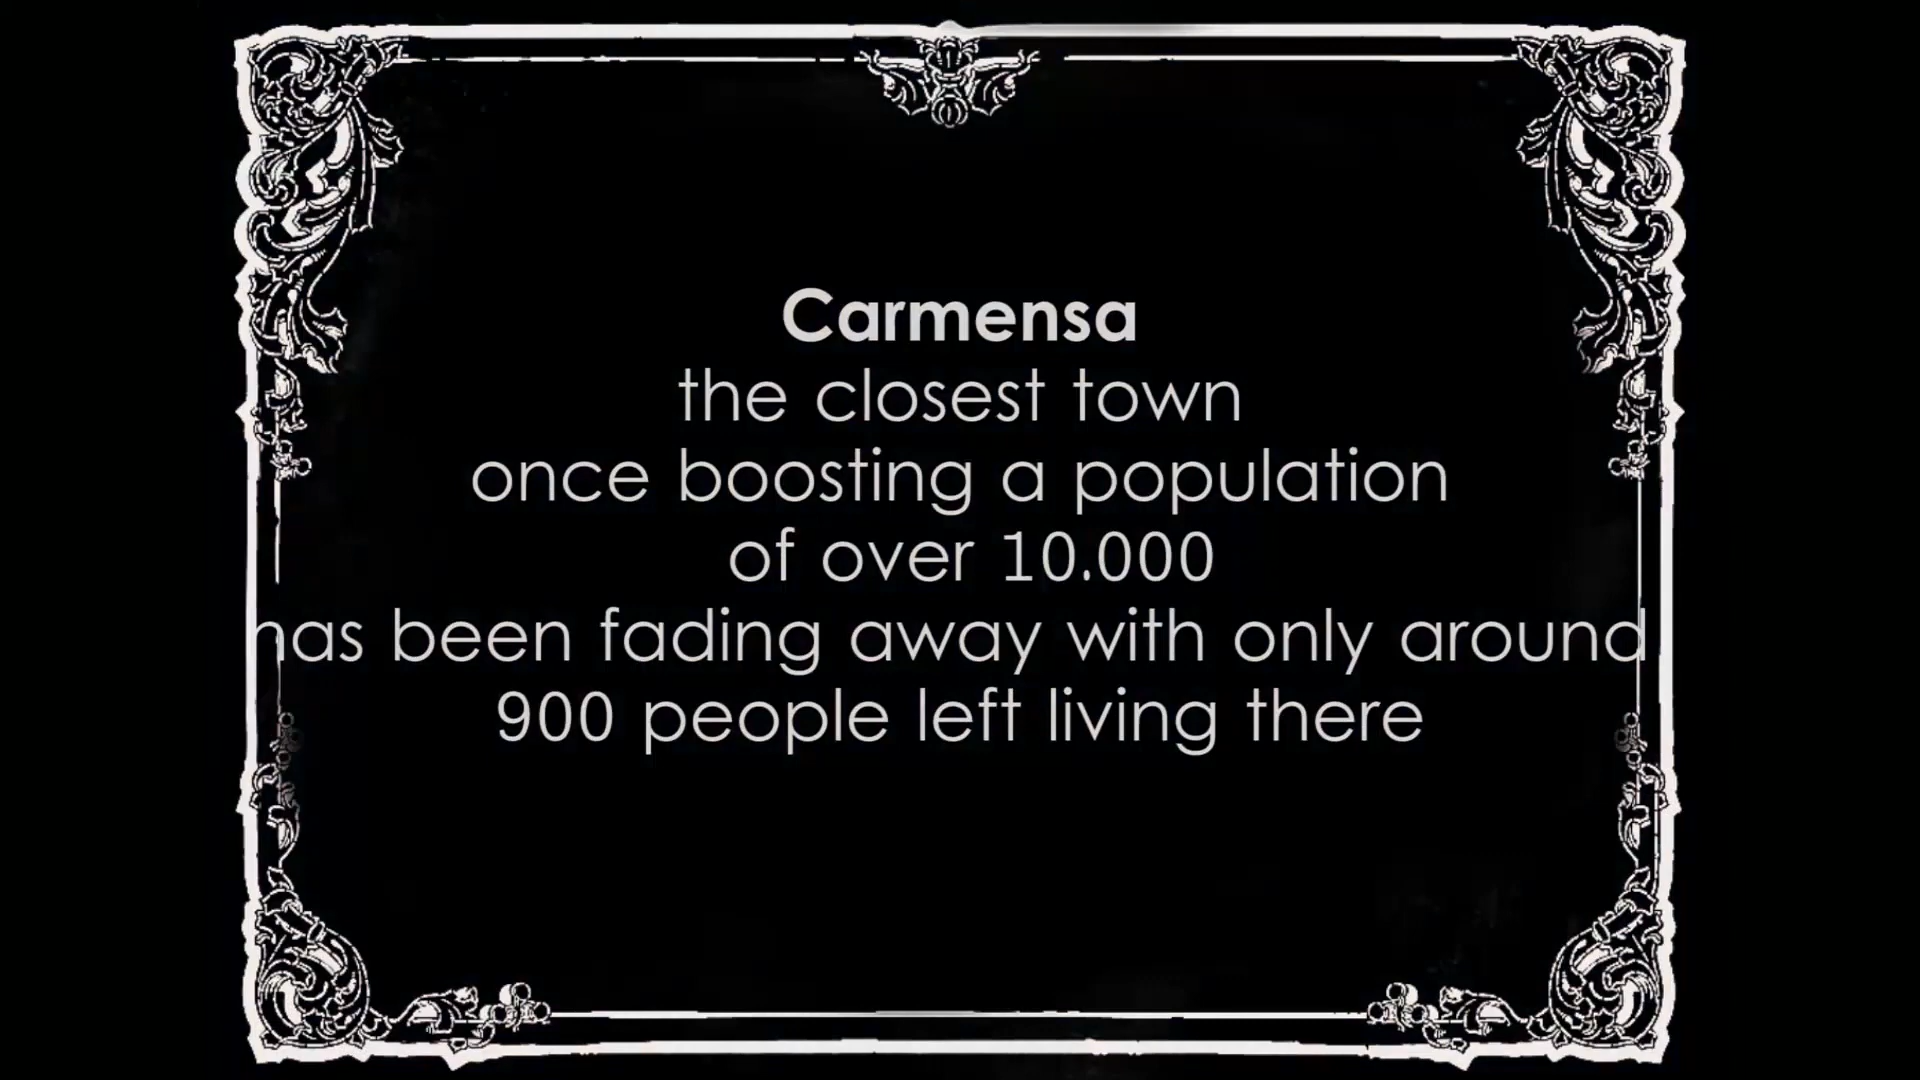 Carmensa
the closest town
once boosting a population
of over 10.000
has been fading away with only around
900 people left living there